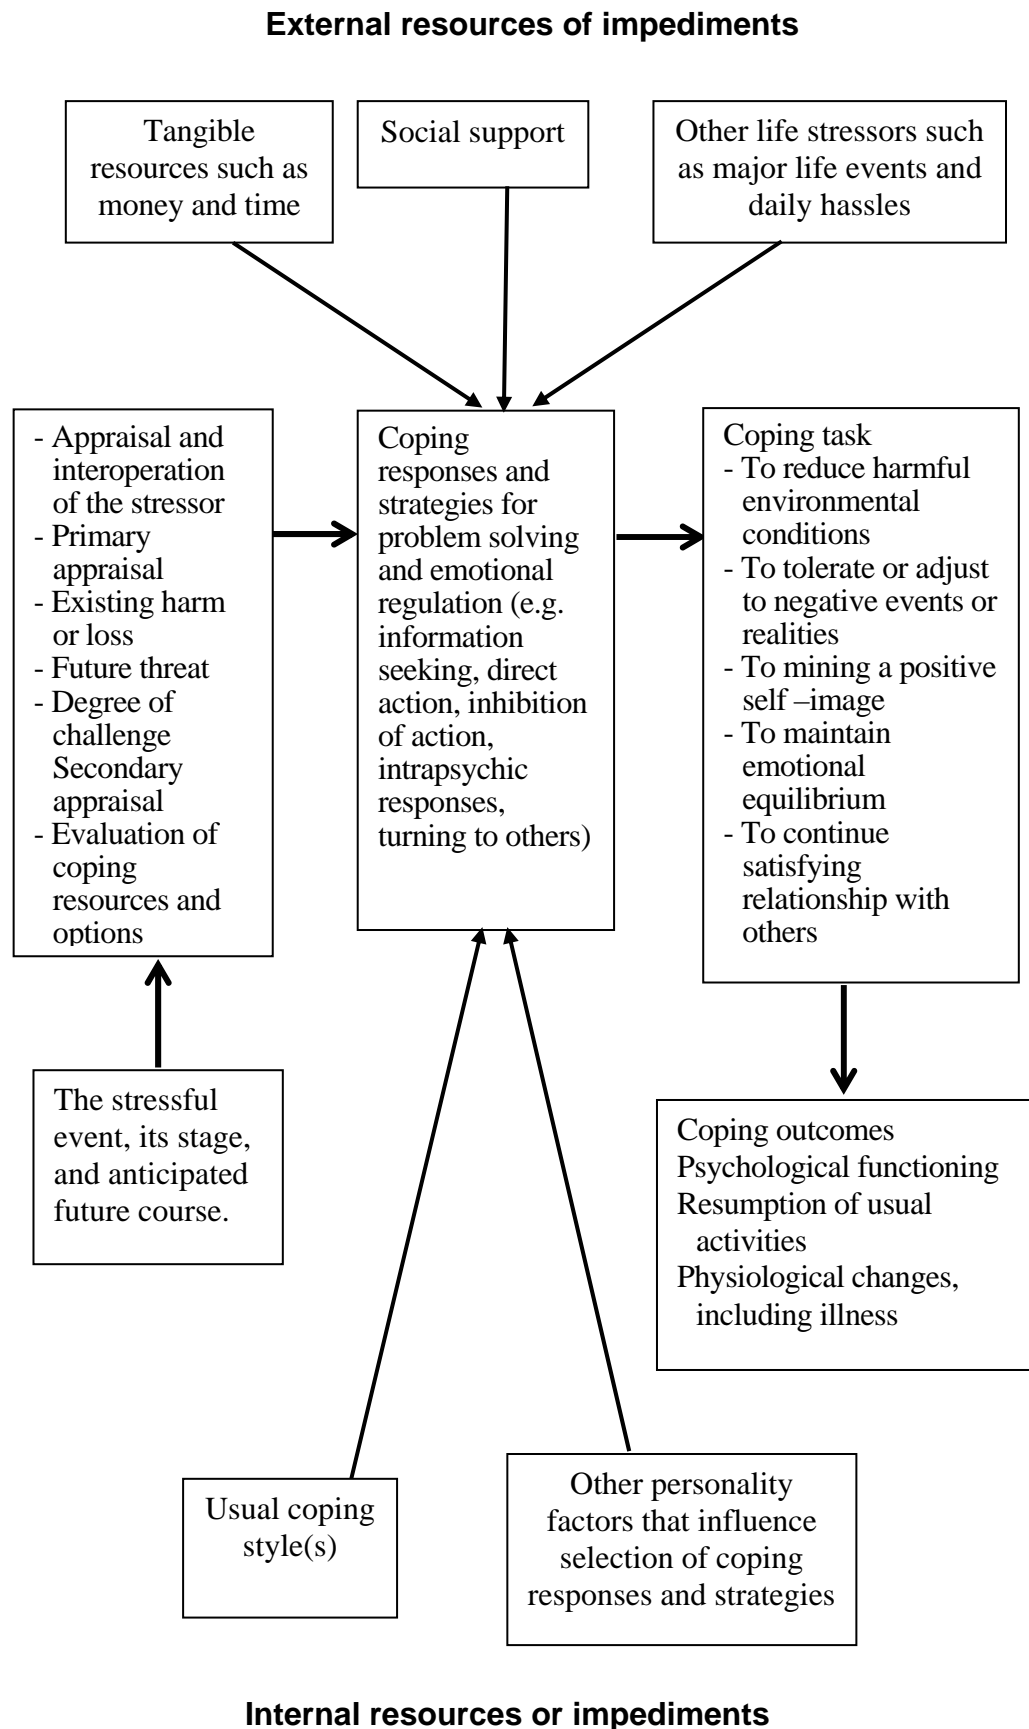 External resources of impediments
Tangible
resources such as
money and time
Social support
Other life stressors such
as major life events and
daily hassles
- Appraisal and
interoperation
of the stressor
- Primary
appraisal
- Existing harm
or loss
- Future threat
- Degree of
challenge
Secondary
appraisal
- Evaluation of
coping
resources and
options
Coping
responses and
strategies for
problem solving
and emotional
regulation (e.g.
information
seeking, direct
action, inhibition
of action,
intrapsychic
responses,
turning to others)
Coping task
- To reduce harmful
environmental
conditions
- To tolerate or adjust
to negative events or
realities
- To mining a positive
self –image
- To maintain
emotional
equilibrium
- To continue
satisfying
relationship with
others
The stressful
event, its stage,
and anticipated
future course.
Coping outcomes
Psychological functioning
Resumption of usual
activities
Physiological changes,
including illness
Usual coping
style(s)
Other personality
factors that influence
selection of coping
responses and strategies
Internal resources or impediments